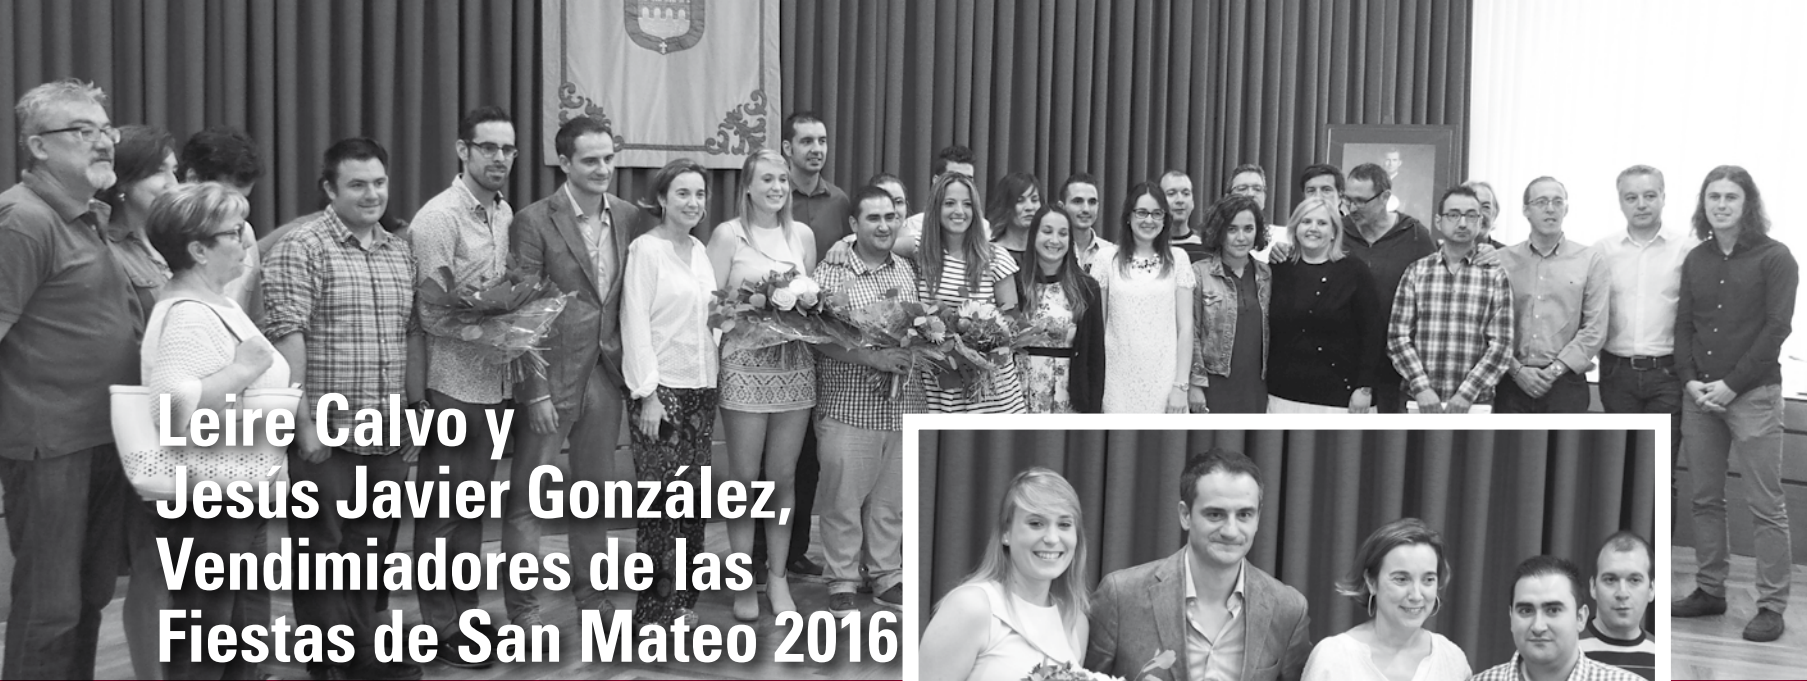 Leire Calvo y
Jesús Javier González,
Vendimiadores de las
Fiestas de San Mateo 2016